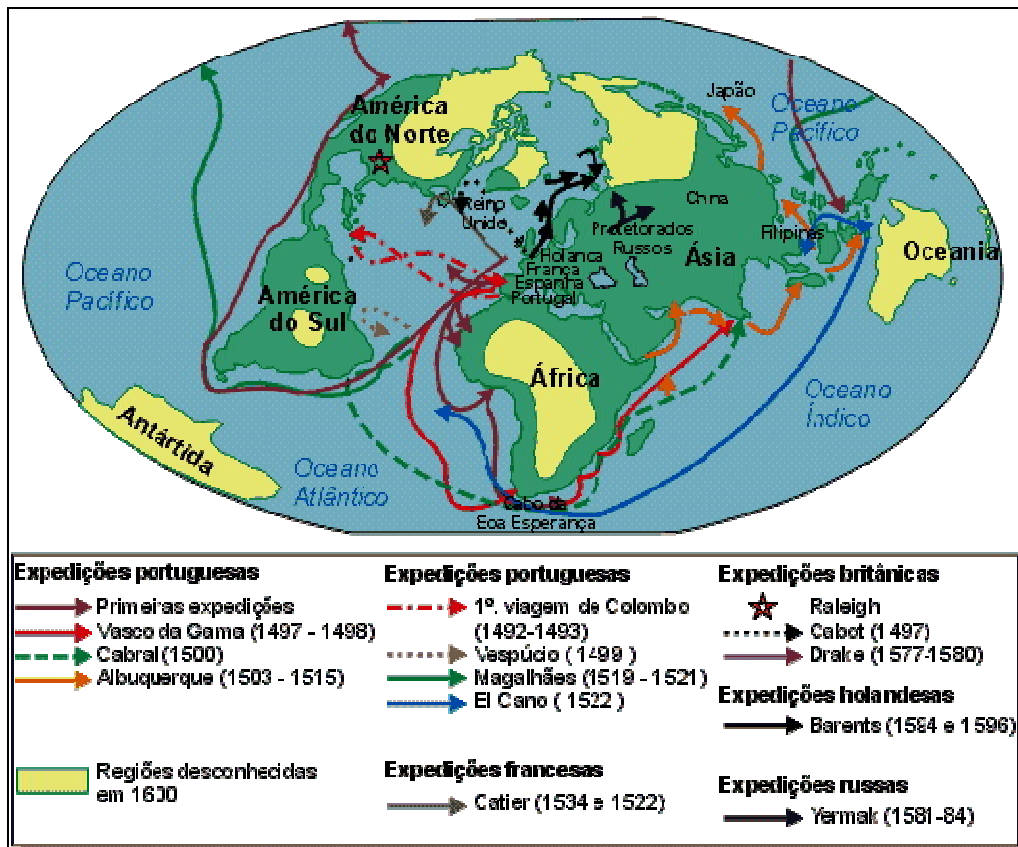 América
do Norte
Japão
Oceano
Pacífico
Reino
Unido
China
Protetorados
Russos
Filipinas
Holanca
França
Espanha
Portugal
Ásia
Oceania
Oceano
Pacífico
América
do Sul
África
Oceano
Índico
Antártida
Oceano
Atlântico
Cabo da
Eoa Esperança
Expedições portuguesas
Primeiras expedições
Vasco da Gama (1497 - 1498)
Cabral (1500)
Albuquerque (1503 - 1515)
Regiões desconhecidas
em 1600
Expedições portuguesas
1º. viagem de Colombo
(1492-1493)
Vespúcio (1499 )
Magalhães (1519 - 1521)
El Cano ( 1522 )
Expedições francesas
Catier (1534 e 1522)
Expedições britânicas
Raleigh
Cabot (1497)
Drake (1577-1580)
Expedições holandesas
Barents (1594 e 1596)
Expedições russas
Yermak (1581-84)